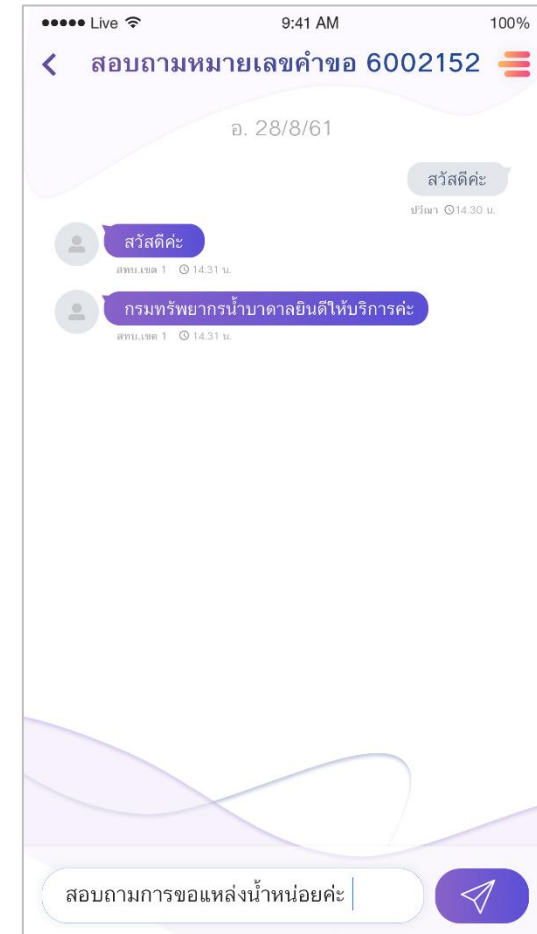 Live 9:41 AM 100%
สอบถามหมายเลขคำขอ 6002152
อ. 28/8/61
สวัสดีค่ะ
ปวีณา 14.30 น.
สวัสดีค่ะ
สทบ.เขต 1 14.31 น.
กรมทรัพยากรน้ำบาดาลยินดีให้บริการค่ะ
สทบ.เขต 1 14.31 น.
สอบถามการขอแหล่งน้ำหน่อยค่ะ